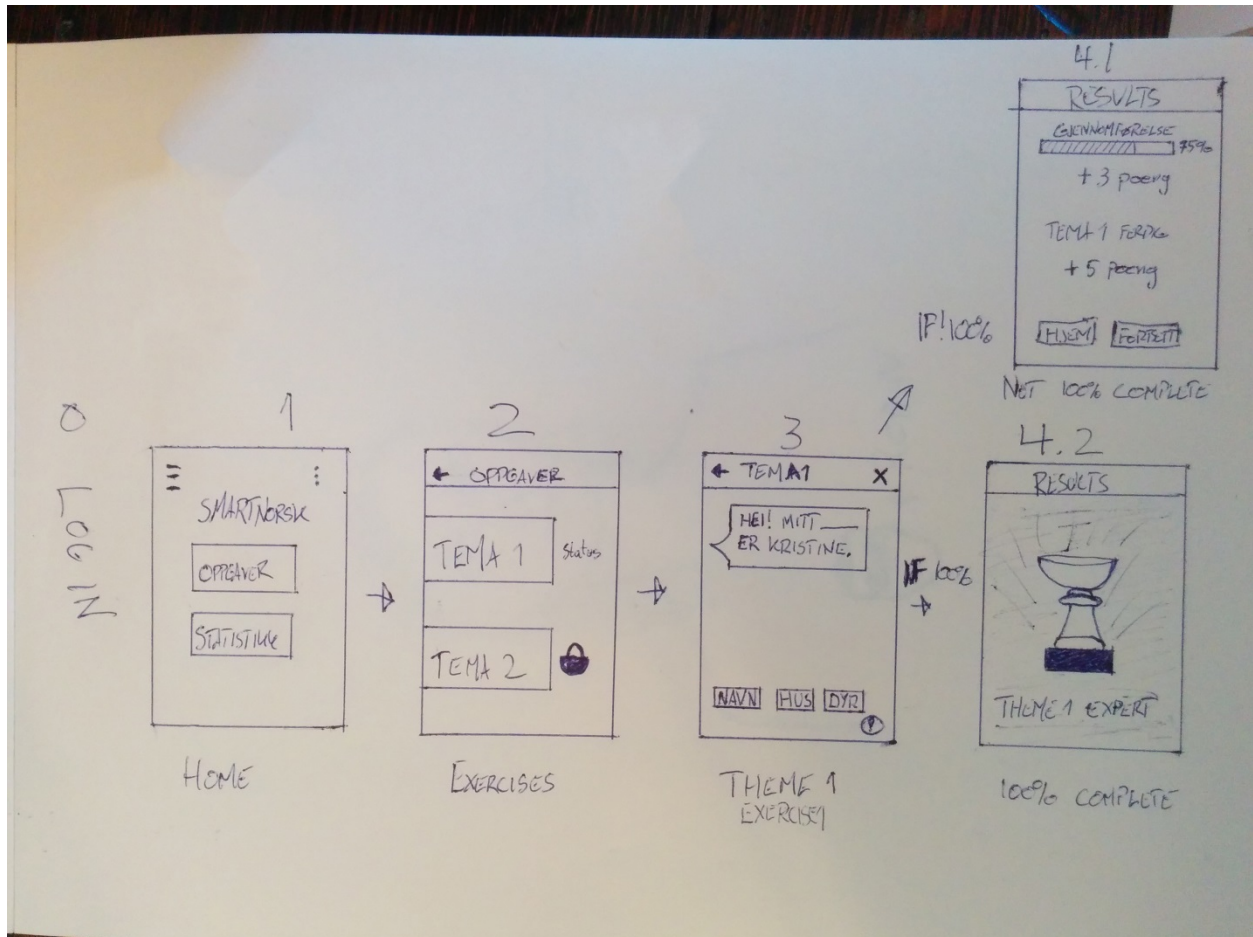 0 LOG IN
1
SMARTNORSK
OPPGAVER
STATISTIKK
HOME
2
← OPPGAVER
TEMA 1 Status
TEMA 2
EXERCISES
3
← TEMA1 X
HEI! MITT ___
ER KRISTINE.
NAVN HUS DYR
THEME 1
EXERCISE1
IF! 100%
4.1
RESULTS
GJENNOMFØRELSE
75%
+ 3 poeng
TEMA 1 FERDIG
+ 5 poeng
HJEM FORTSETT
NOT 100% COMPLETE
IF 100%
4.2
RESULTS
THEME 1 EXPERT
100% COMPLETE